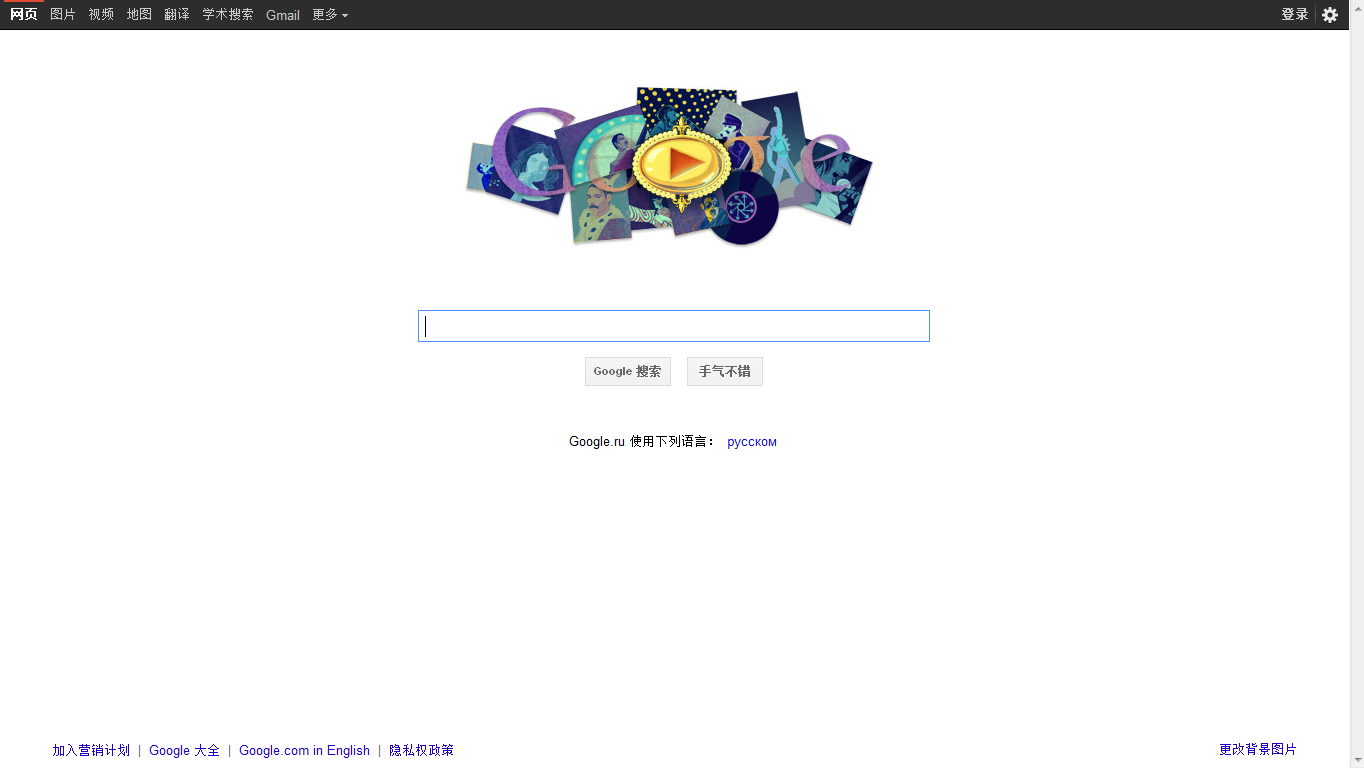 网页 图片 视频 地图 翻译 学术搜索 Gmail 更多 登录
Google
Google 搜索 手气不错
Google.ru 使用下列语言： русском
加入营销计划 | Google 大全 | Google.com in English | 隐私权政策 更改背景图片